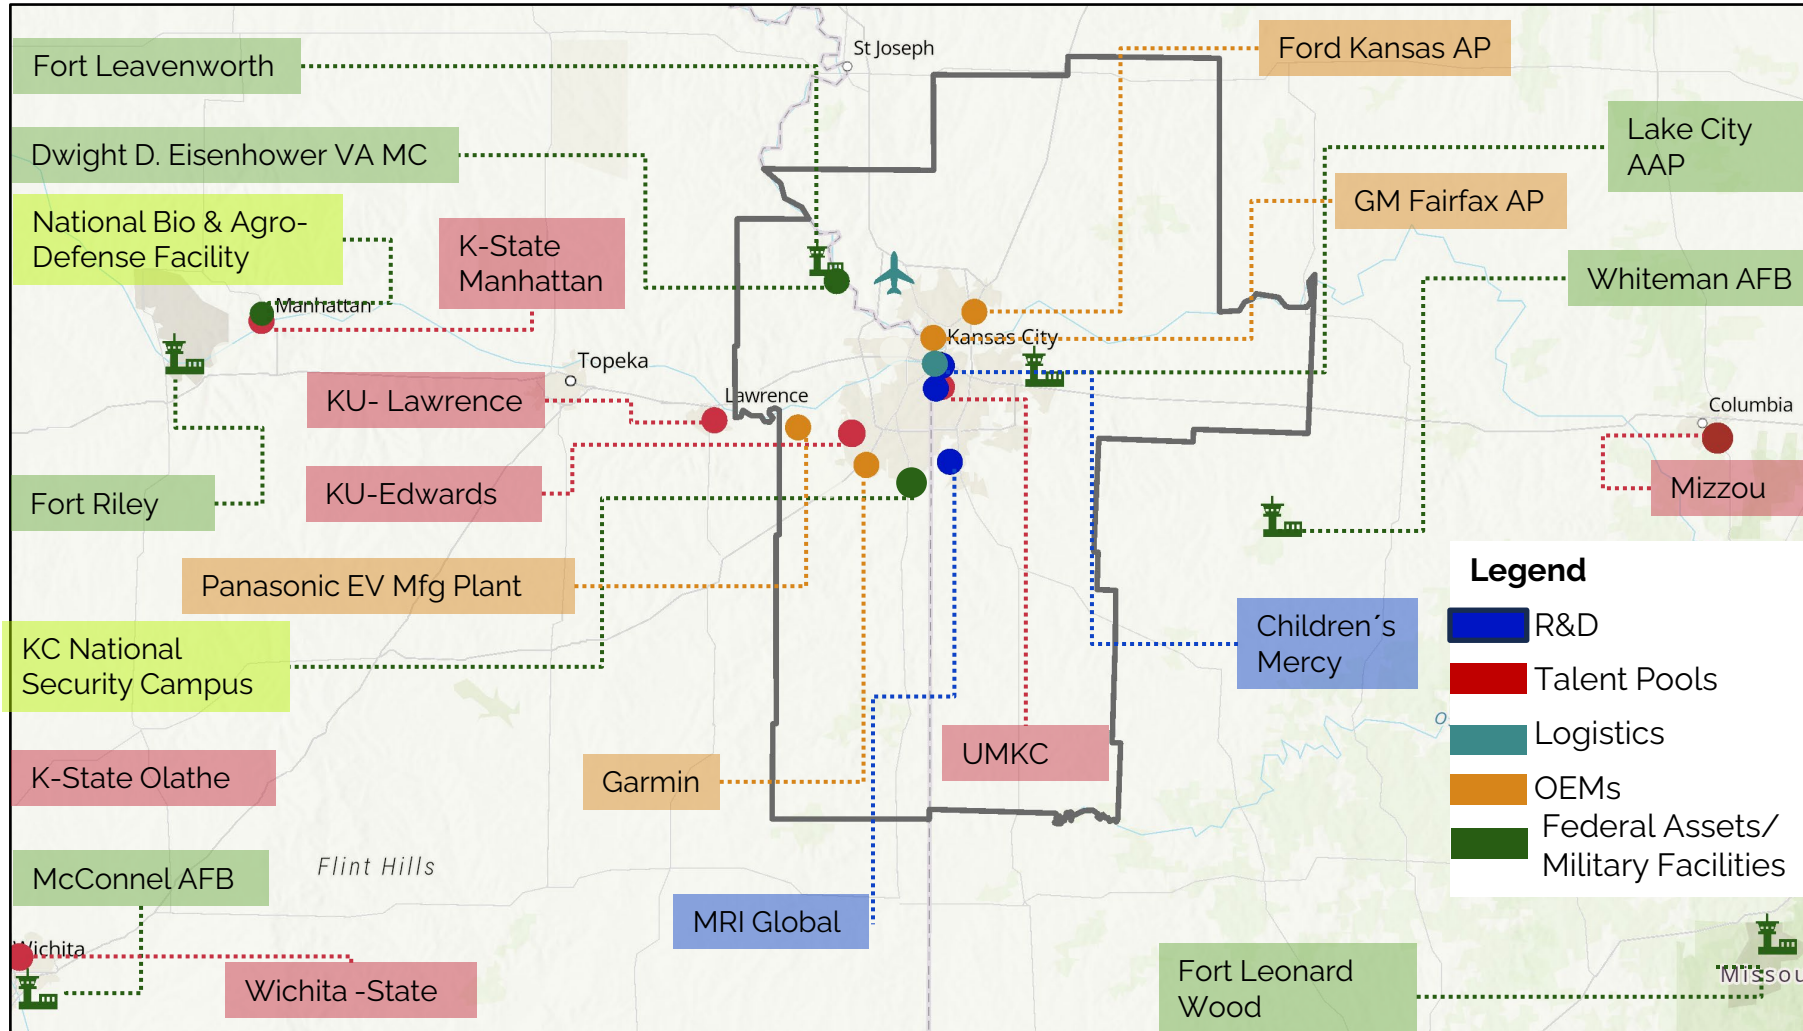 St Joseph
Ford Kansas AP
Fort Leavenworth
Lake City
AAP
Dwight D. Eisenhower VA MC
GM Fairfax AP
National Bio & Agro-
Defense Facility
K-State
Manhattan
Whiteman AFB
Manhattan
Kansas City
Topeka
KU- Lawrence
Lawrence
Columbia
KU-Edwards
Mizzou
Fort Riley
Panasonic EV Mfg Plant
Legend
R&D
Talent Pools
Logistics
OEMs
Federal Assets/
Military Facilities
Children´s
Mercy
KC National
Security Campus
O
UMKC
K-State Olathe
Garmin
Flint Hills
McConnel AFB
MRI Global
Wichita
Wichita -State
Fort Leonard
Wood
Missou